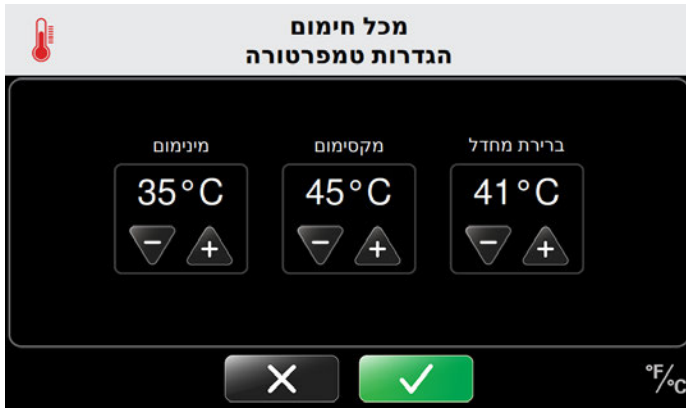 מכל חימום
הגדרות טמפרטורה
ברירת מחדל
מקסימום
מינימום
41°C
45°C
35°C
°F/°C